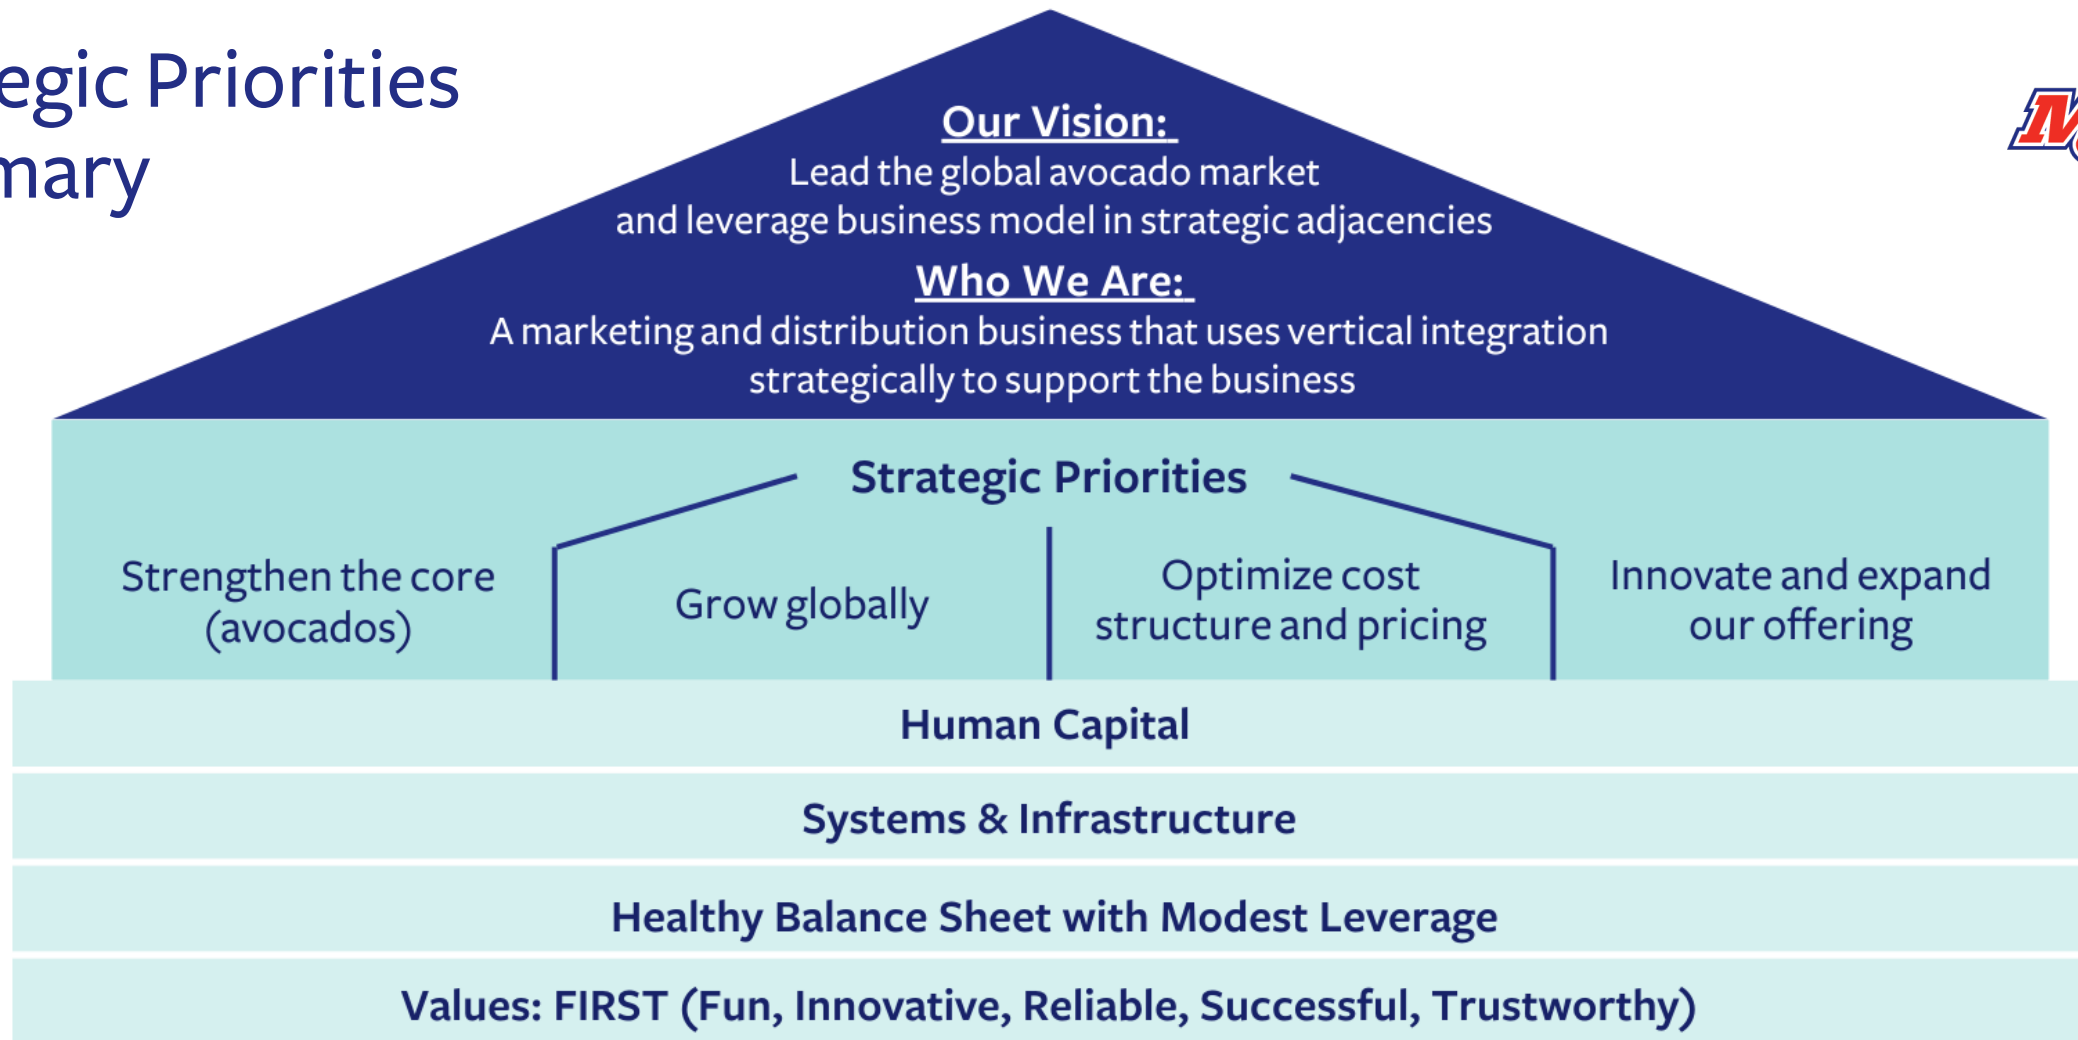 egic Priorities
mary
Our Vision:
Lead the global avocado market
and leverage business model in strategic adjacencies
Who We Are:
A marketing and distribution business that uses vertical integration
strategically to support the business
Strategic Priorities
Strengthen the core
(avocados)
Grow globally
Optimize cost
structure and pricing
Innovate and expand
our offering
Human Capital
Systems & Infrastructure
Healthy Balance Sheet with Modest Leverage
Values: FIRST (Fun, Innovative, Reliable, Successful, Trustworthy)